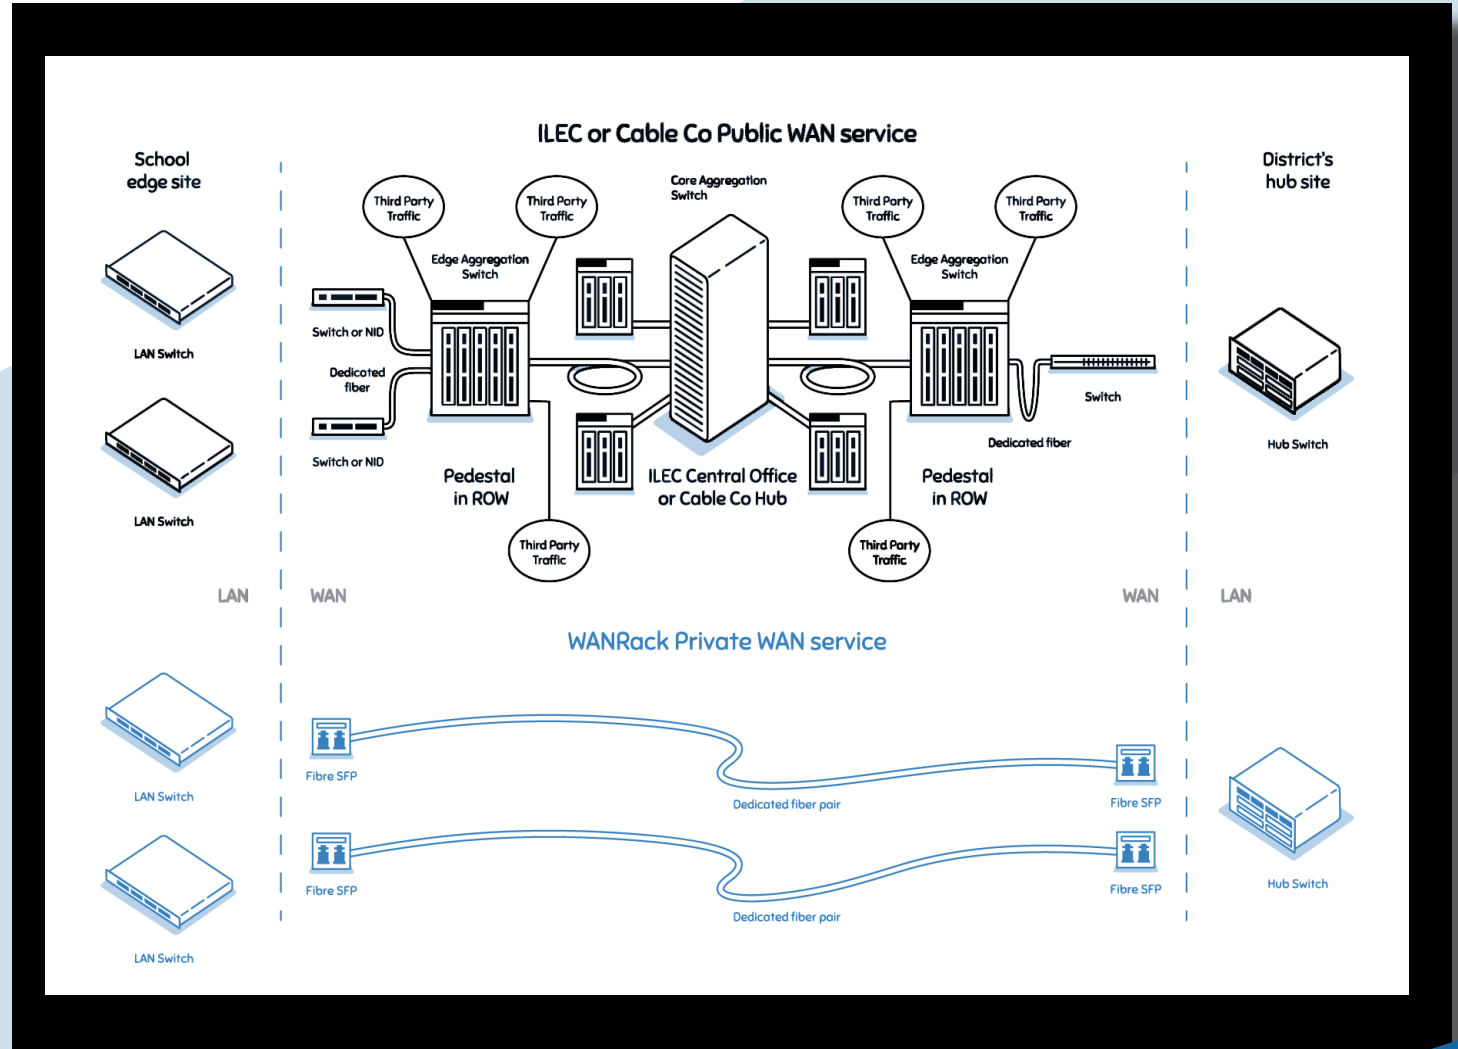 ILEC or Cable Co Public WAN service
School
edge site
District's
hub site
Third Party
Traffic
Third Party
Traffic
Core Aggregation
Switch
Third Party
Traffic
Third Party
Traffic
Edge Aggregation
Switch
Edge Aggregation
Switch
Switch or NID
LAN Switch
Dedicated
fiber
Switch
Dedicated fiber
Hub Switch
Switch or NID
Pedestal
in ROW
ILEC Central Office
or Cable Co Hub
Pedestal
in ROW
LAN Switch
Third Party
Traffic
Third Party
Traffic
LAN
WAN
WAN
LAN
WANRack Private WAN service
Fibre SFP
LAN Switch
Dedicated fiber pair
Fibre SFP
Fibre SFP
Dedicated fiber pair
Fibre SFP
Hub Switch
LAN Switch